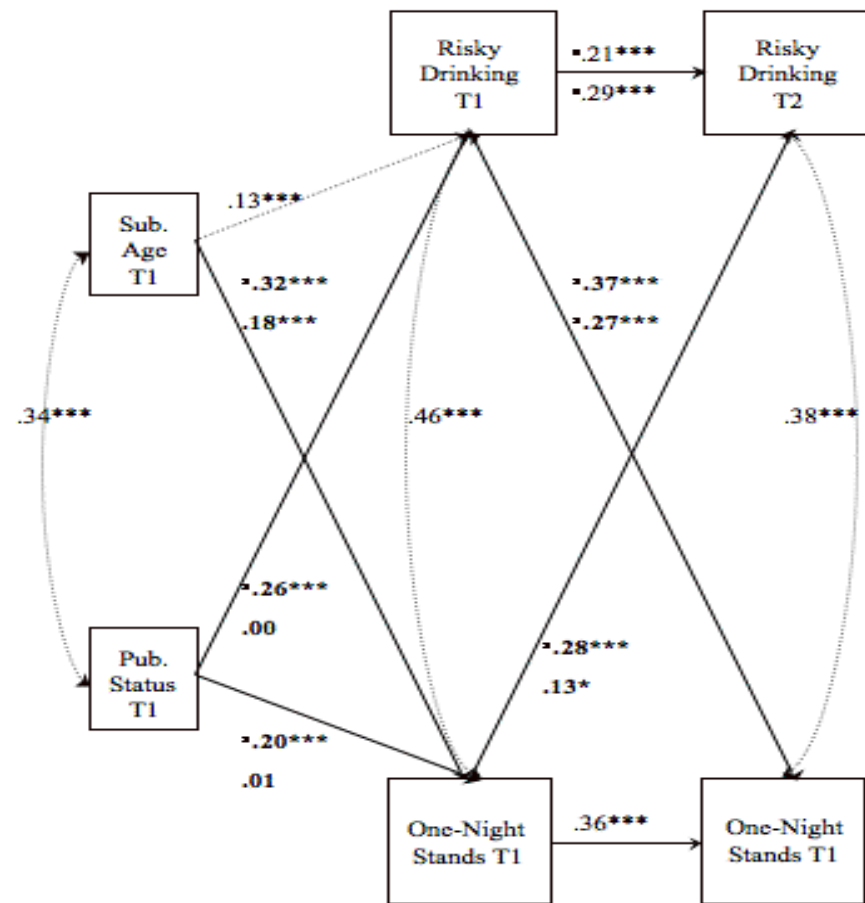 Risky
Drinking
T1
ª.21***
ª.29***
Risky
Drinking
T2
.13***
Sub.
Age
T1
ª.32***
.18***
ª.37***
ª.27***
.34***
.46***
.38***
ª.26***
.00
Pub.
Status
T1
ª.28***
.13*
ª.20***
.01
One-Night
Stands T1
.36***
One-Night
Stands T1